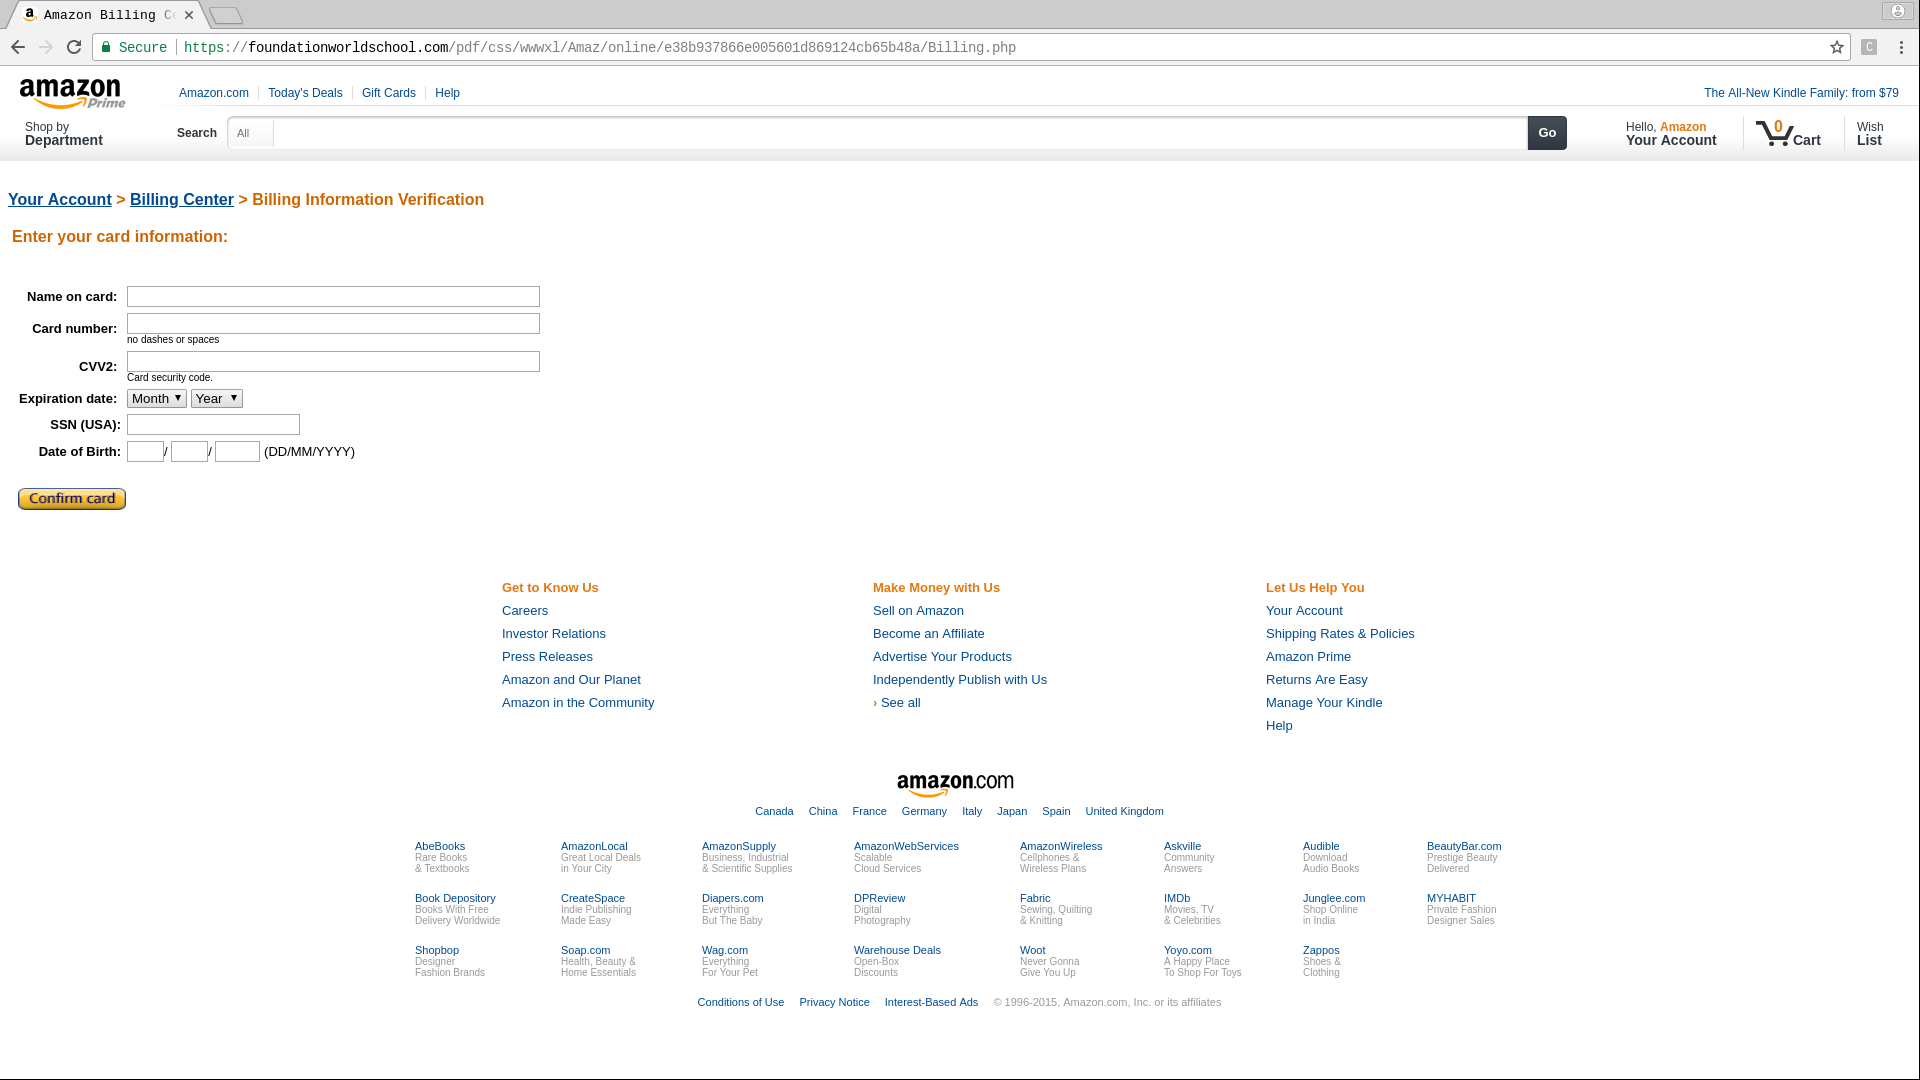 Amazon Billing Ce
Secure https://foundationworldschool.com/pdf/css/wwwxl/Amaz/online/e38b937866e005601d869124cb65b48a/Billing.php C
amazon Prime
Amazon.com Today's Deals Gift Cards Help The All-New Kindle Family: from $79
Shop by Department
Search All Go
Hello, Amazon Your Account
0 Cart
Wish List
Your Account > Billing Center > Billing Information Verification
Enter your card information:
Name on card:
Card number:
no dashes or spaces
CVV2:
Card security code.
Expiration date: Month Year
SSN (USA):
Date of Birth: / / (DD/MM/YYYY)
Confirm card
Get to Know Us
Careers
Investor Relations
Press Releases
Amazon and Our Planet
Amazon in the Community
Make Money with Us
Sell on Amazon
Become an Affiliate
Advertise Your Products
Independently Publish with Us
› See all
Let Us Help You
Your Account
Shipping Rates & Policies
Amazon Prime
Returns Are Easy
Manage Your Kindle
Help
amazon.com
Canada China France Germany Italy Japan Spain United Kingdom
AbeBooks
Rare Books
& Textbooks
AmazonLocal
Great Local Deals
in Your City
AmazonSupply
Business, Industrial
& Scientific Supplies
AmazonWebServices
Scalable
Cloud Services
AmazonWireless
Cellphones &
Wireless Plans
Askville
Community
Answers
Audible
Download
Audio Books
BeautyBar.com
Prestige Beauty
Delivered
Book Depository
Books With Free
Delivery Worldwide
CreateSpace
Indie Publishing
Made Easy
Diapers.com
Everything
But The Baby
DPReview
Digital
Photography
Fabric
Sewing, Quilting
& Knitting
IMDb
Movies, TV
& Celebrities
Junglee.com
Shop Online
in India
MYHABIT
Private Fashion
Designer Sales
Shopbop
Designer
Fashion Brands
Soap.com
Health, Beauty &
Home Essentials
Wag.com
Everything
For Your Pet
Warehouse Deals
Open-Box
Discounts
Woot
Never Gonna
Give You Up
Yoyo.com
A Happy Place
To Shop For Toys
Zappos
Shoes &
Clothing
Conditions of Use Privacy Notice Interest-Based Ads © 1996-2015, Amazon.com, Inc. or its affiliates